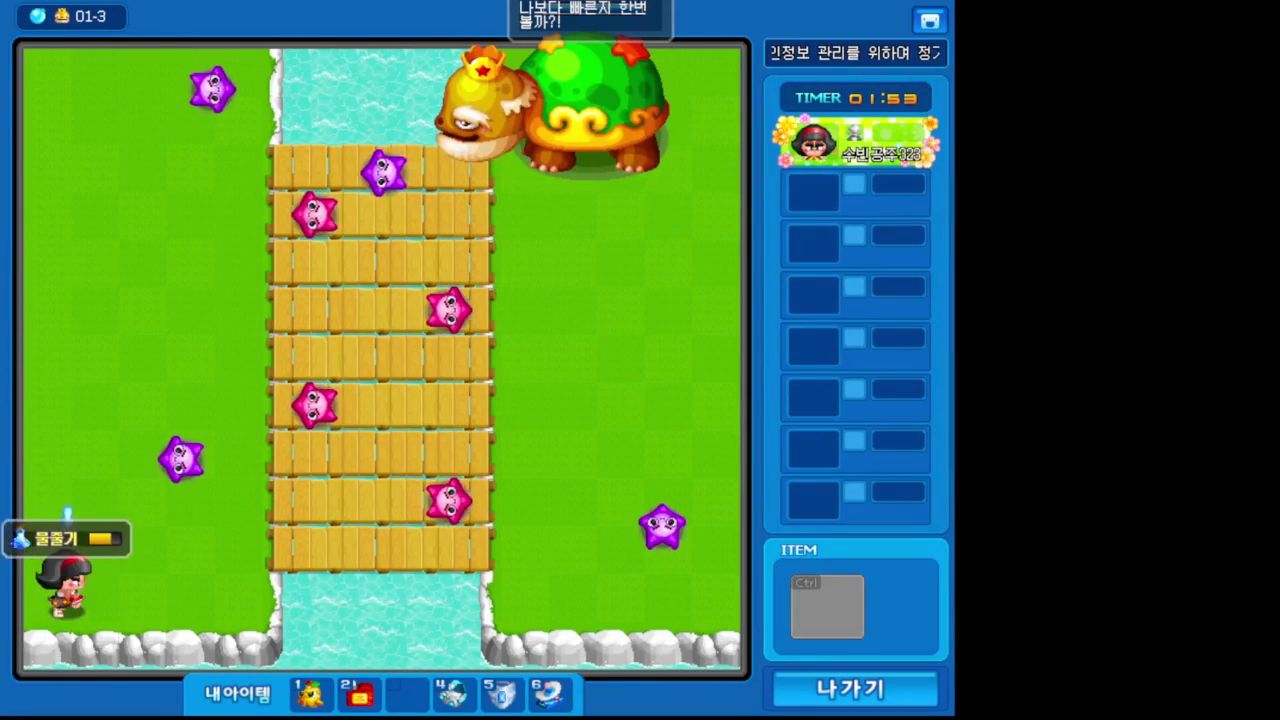 01-3
나보다 빠른지 한번
볼까?!
인정보 관리를 위하여 정기
TIMER 01:53
수빈공주323
물줄기
ITEM
Ctrl
내아이템 1 2 4 5 6
나가기